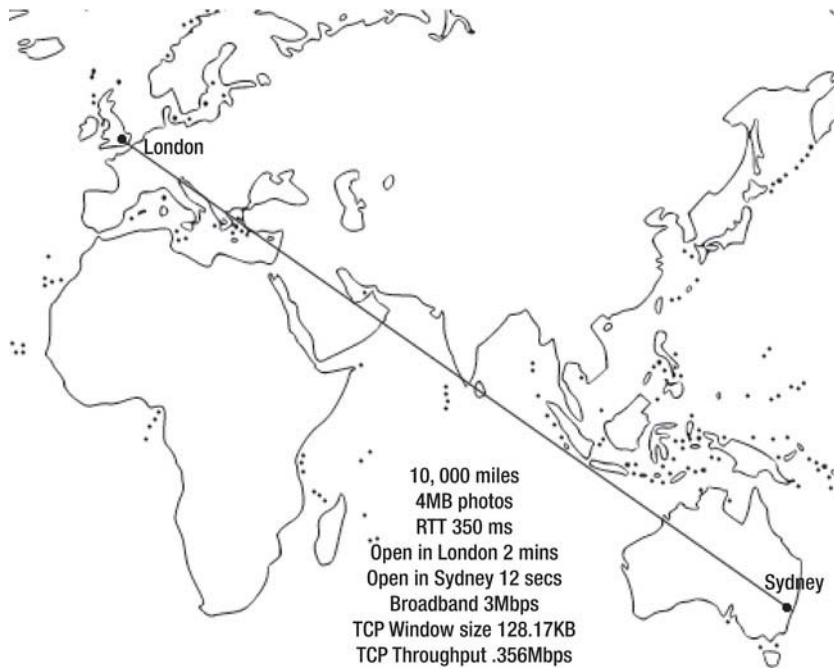 London
10, 000 miles
4MB photos
RTT 350 ms
Open in London 2 mins
Open in Sydney 12 secs
Broadband 3Mbps
TCP Window size 128.17KB
TCP Throughput .356Mbps
Sydney